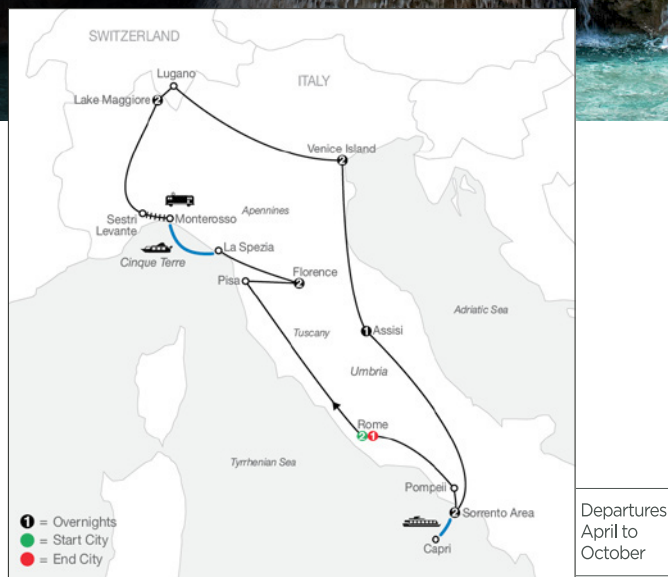 SWITZERLAND
Lugano
ITALY
Lake Maggiore 2
Venice Island
2
Apennines
Sestri
Levante
Monterosso
La Spezia
Cinque Terre
Florence
2
Pisa
Adriatic Sea
Tuscany
1 Assisi
Umbria
Rome
2 1
Tyrrhenian Sea
Pompeii
2 Sorrento Area
Capri
1 = Overnights
= Start City
= End City
Departures
April to
October